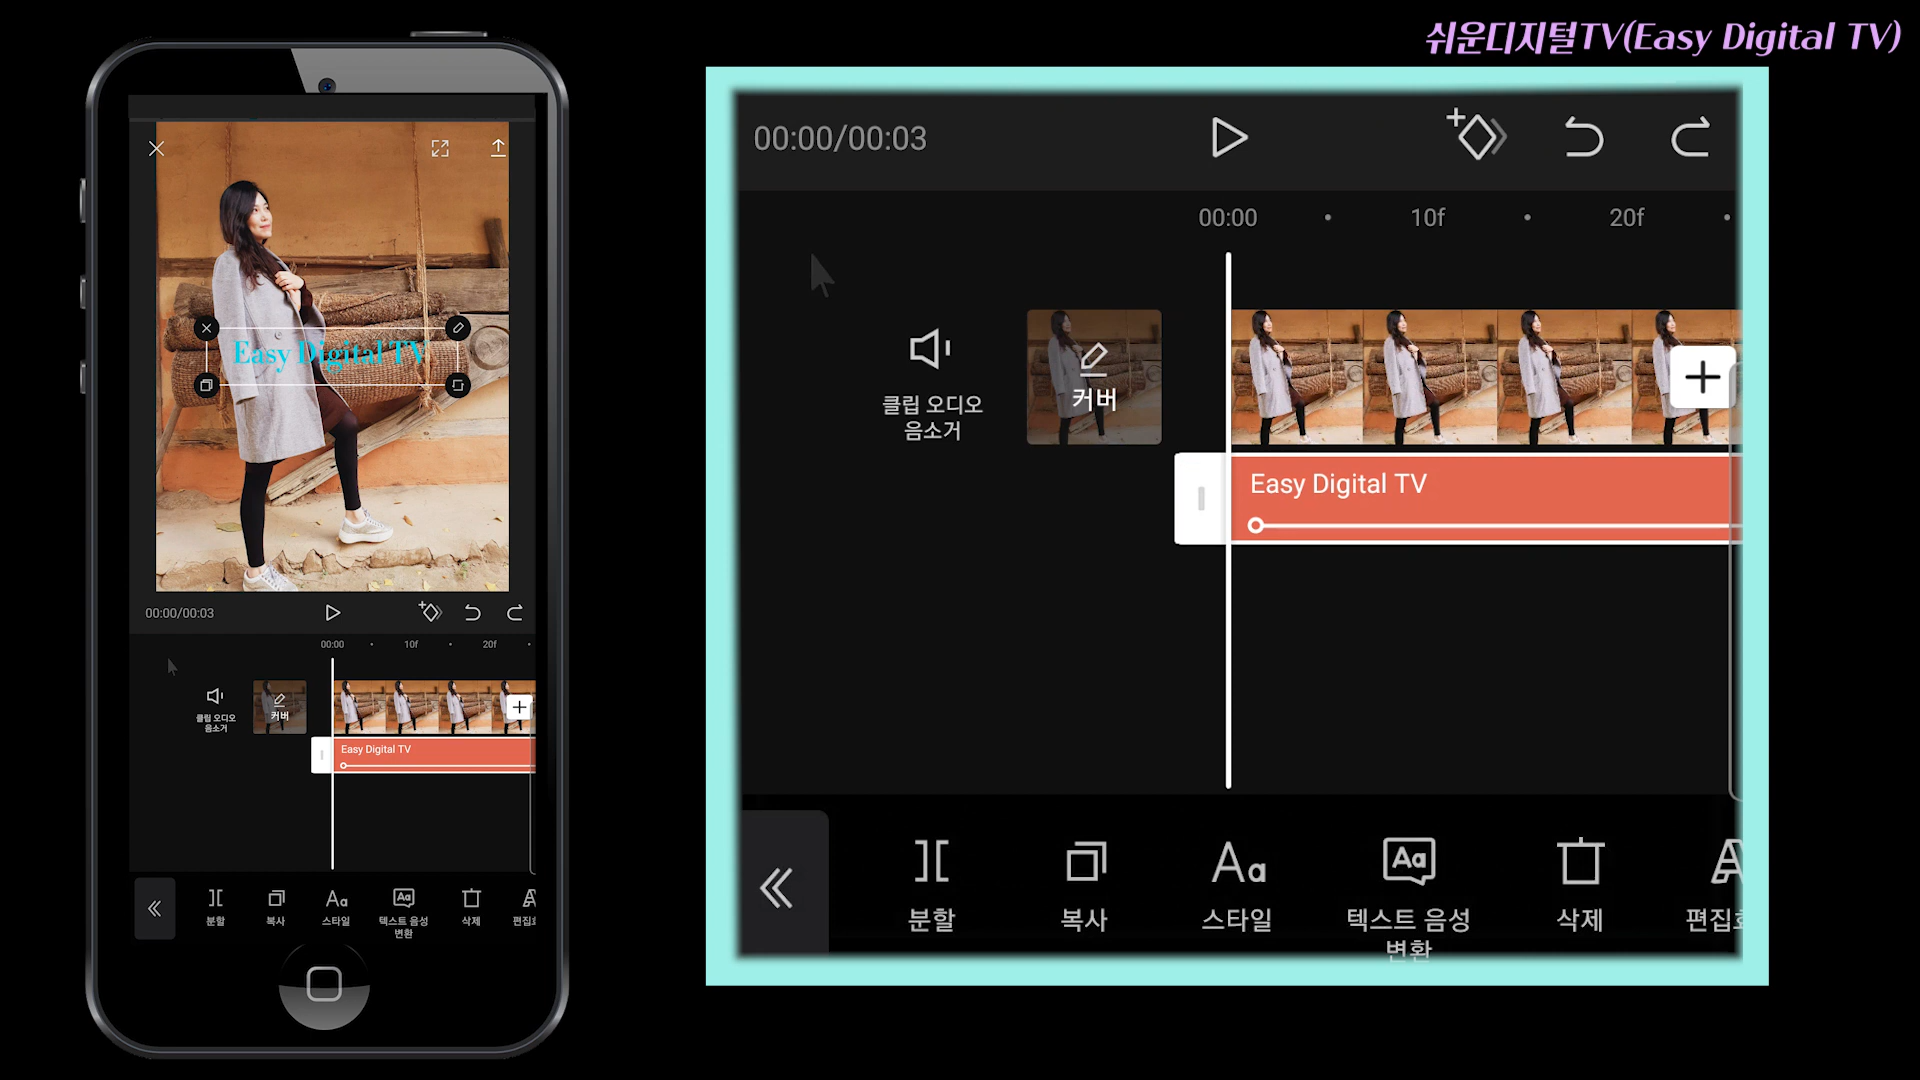 쉬운디지털TV(Easy Digital TV)
Easy Digital TV
00:00/00:03
00:00 10f 20f
클립 오디오
음소거
커버
Easy Digital TV
분할 복사 스타일 텍스트 음성
변환
삭제
00:00/00:03
00:00 10f 20f
클립 오디오
음소거
커버
Easy Digital TV
분할 복사 스타일 텍스트 음성
변환
삭제